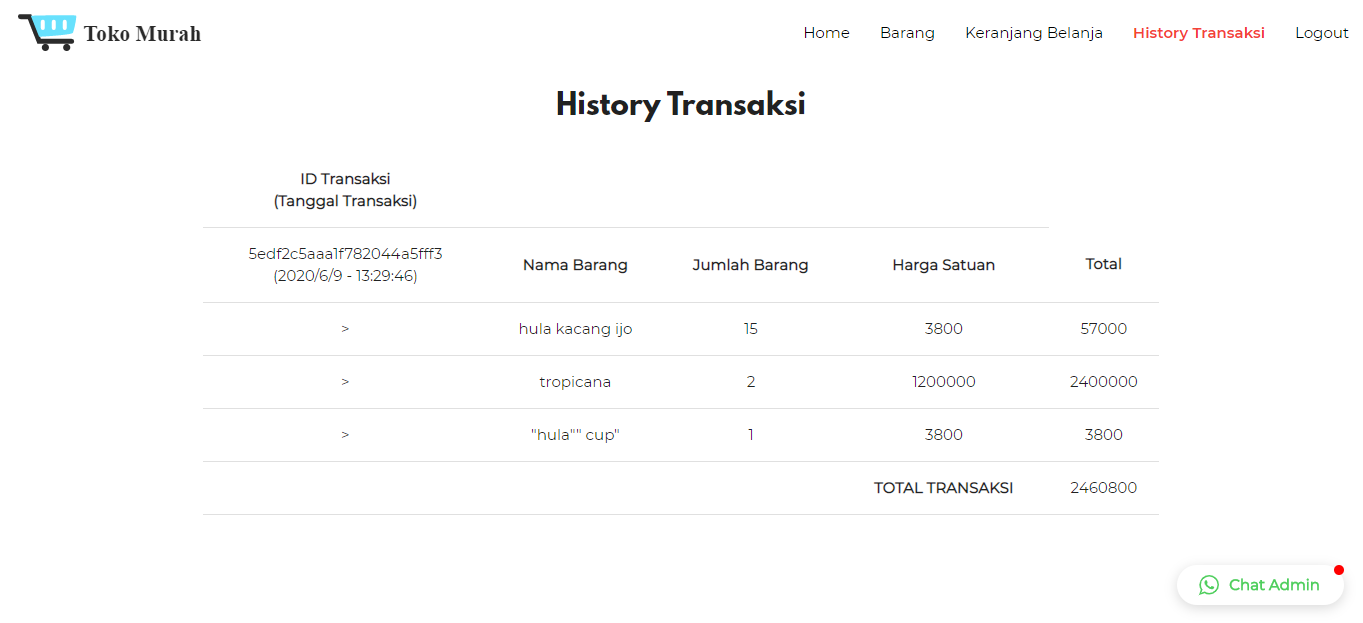 Toko Murah
Home Barang Keranjang Belanja History Transaksi Logout
History Transaksi
ID Transaksi
(Tanggal Transaksi)
5edf2c5aaa1f782044a5fff3
(2020/6/9 - 13:29:46)
Nama Barang Jumlah Barang Harga Satuan Total
> hula kacang ijo 15 3800 57000
> tropicana 2 1200000 2400000
> "hula"" cup" 1 3800 3800
TOTAL TRANSAKSI 2460800
Chat Admin